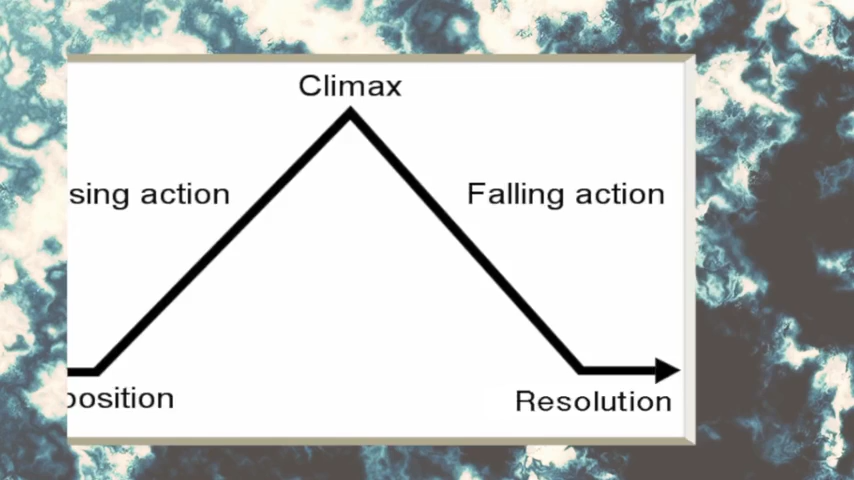 Climax
sing action
Falling action
position
Resolution